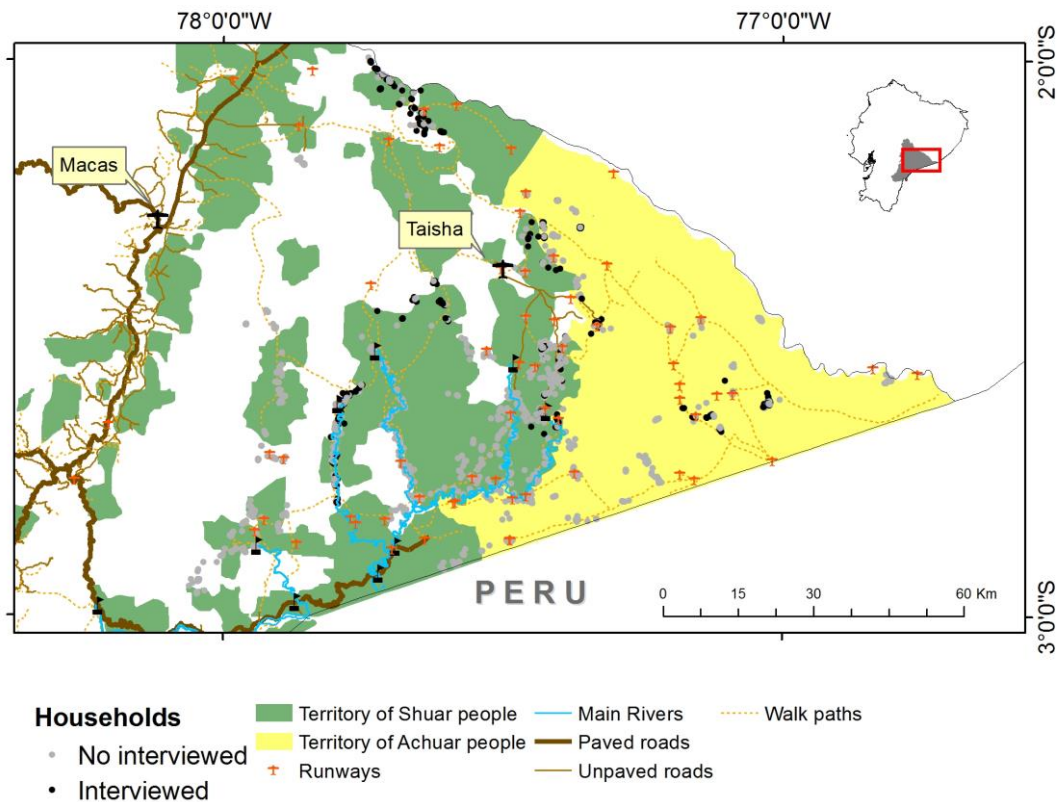 78°0'0"W
77°0'0"W
2°0'0"S
Macas
Taisha
PERU
0 15 30 60 Km
3°0'0"S
Households
No interviewed
Interviewed
Territory of Shuar people
Territory of Achuar people
Runways
Main Rivers
Paved roads
Unpaved roads
Walk paths